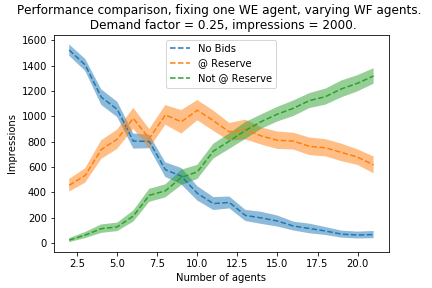 Performance comparison, fixing one WE agent, varying WF agents.
Demand factor = 0.25, impressions = 2000.
No Bids
@ Reserve
Not @ Reserve
Impressions
1600
1400
1200
1000
800
600
400
200
0
2.5 5.0 7.5 10.0 12.5 15.0 17.5 20.0
Number of agents